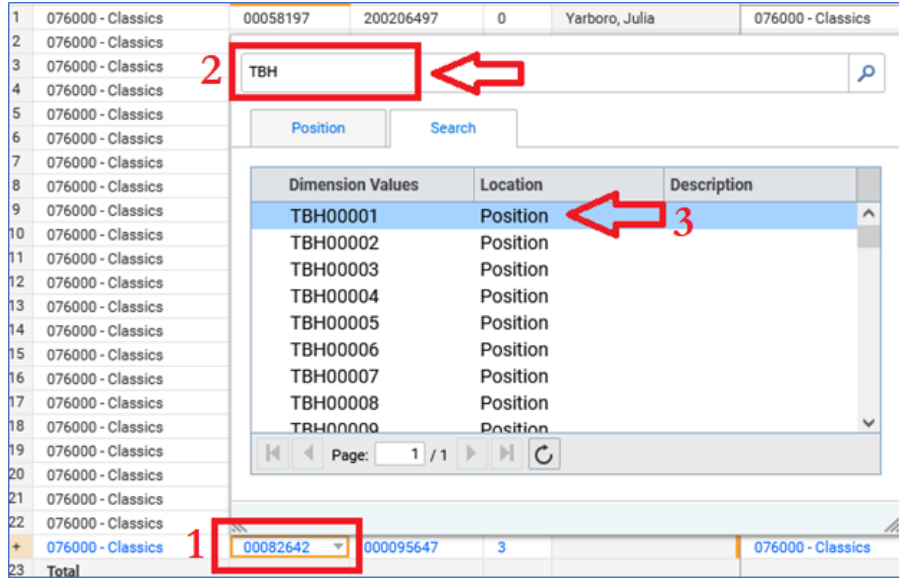 1 076000 - Classics 00058197 200206497 0 Yarboro, Julia 076000 - Classics
2 076000 - Classics
3 076000 - Classics
2 TBH
4 076000 - Classics
5 076000 - Classics
Position Search
6 076000 - Classics
7 076000 - Classics
8 076000 - Classics
Dimension Values Location Description
9 076000 - Classics
TBH00001 Position 3
10 076000 - Classics
TBH00002 Position
11 076000 - Classics
TBH00003 Position
12 076000 - Classics
TBH00004 Position
13 076000 - Classics
TBH00005 Position
14 076000 - Classics
TBH00006 Position
15 076000 - Classics
16 076000 - Classics
TBH00007 Position
17 076000 - Classics
TBH00008 Position
18 076000 - Classics
TBH00009 Position
19 076000 - Classics
Page: 1 / 1
20 076000 - Classics
21 076000 - Classics
22 076000 - Classics
+ 076000 - Classics 1 00082642 000095647 3 076000 - Classics
23 Total